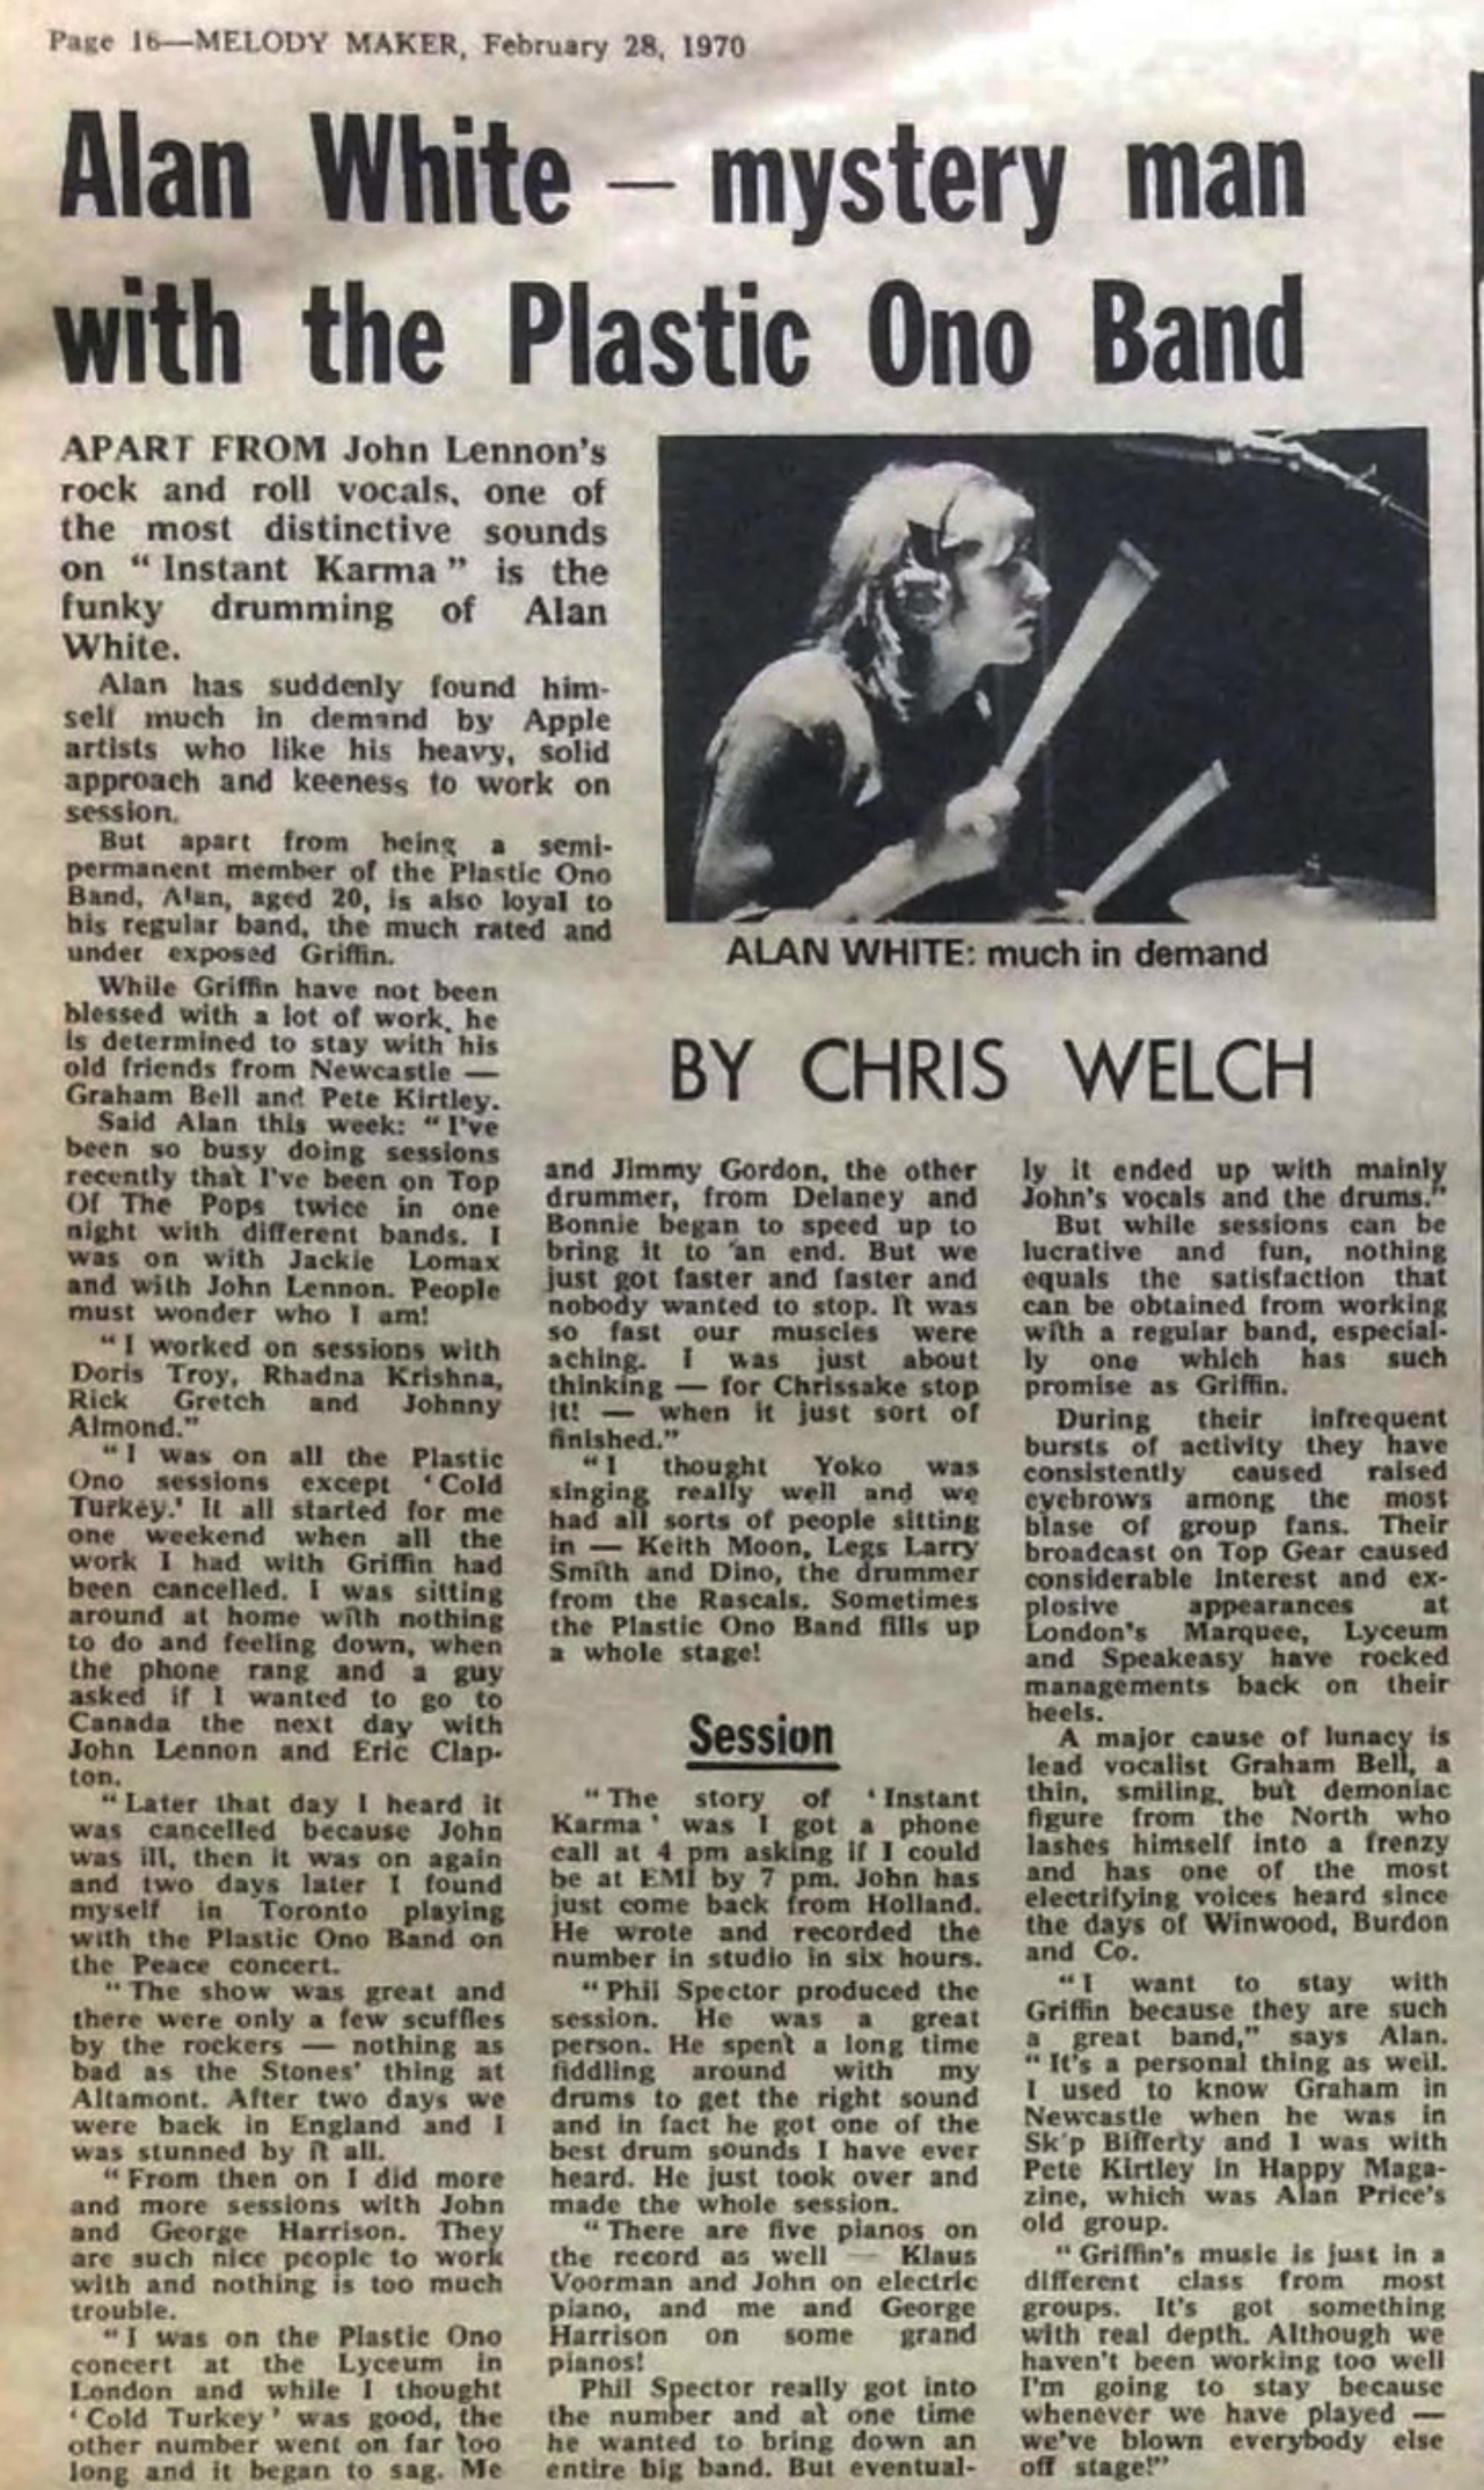 Page 16—MELODY MAKER, February 28, 1970
Alan White — mystery man
with the Plastic Ono Band
APART FROM John Lennon's
rock and roll vocals, one of
the most distinctive sounds
on "Instant Karma" is the
funky drumming of Alan
White.
Alan has suddenly found him-
self much in demand by Apple
artists who like his heavy, solid
approach and keeness to work on
session.
But apart from being a semi-
permanent member of the Plastic Ono
Band, Alan, aged 20, is also loyal to
his regular band, the much rated and
under exposed Griffin.
While Griffin have not been
blessed with a lot of work, he
is determined to stay with his
old friends from Newcastle —
Graham Bell and Pete Kirtley.
Said Alan this week: "I've
been so busy doing sessions
recently that I've been on Top
Of The Pops twice in one
night with different bands. I
was on with Jackie Lomax
and with John Lennon. People
must wonder who I am!
"I worked on sessions with
Doris Troy, Rhadna Krishna,
Rick Gretch and Johnny
Almond."
"I was on all the Plastic
Ono sessions except 'Cold
Turkey.' It all started for me
one weekend when all the
work I had with Griffin had
been cancelled. I was sitting
around at home with nothing
to do and feeling down, when
the phone rang and a guy
asked if I wanted to go to
Canada the next day with
John Lennon and Eric Clap-
ton.
"Later that day I heard it
was cancelled because John
was ill, then it was on again
and two days later I found
myself in Toronto playing
with the Plastic Ono Band on
the Peace concert.
"The show was great and
there were only a few scuffles
by the rockers — nothing as
bad as the Stones' thing at
Altamont. After two days we
were back in England and I
was stunned by it all.
"From then on I did more
and more sessions with John
and George Harrison. They
are such nice people to work
with and nothing is too much
trouble.
"I was on the Plastic Ono
concert at the Lyceum in
London and while I thought
'Cold Turkey' was good, the
other number went on far too
long and it began to sag. Me
ALAN WHITE: much in demand
BY CHRIS WELCH
and Jimmy Gordon, the other
drummer, from Delaney and
Bonnie began to speed up to
bring it to an end. But we
just got faster and faster and
nobody wanted to stop. It was
so fast our muscles were
aching. I was just about
thinking — for Chrissake stop
it! — when it just sort of
finished."
"I thought Yoko was
singing really well and we
had all sorts of people sitting
in — Keith Moon, Legs Larry
Smith and Dino, the drummer
from the Rascals. Sometimes
the Plastic Ono Band fills up
a whole stage!
Session
"The story of 'Instant
Karma' was I got a phone
call at 4 pm asking if I could
be at EMI by 7 pm. John has
just come back from Holland.
He wrote and recorded the
number in studio in six hours.
"Phil Spector produced the
session. He was a great
person. He spent a long time
fiddling around with my
drums to get the right sound
and in fact he got one of the
best drum sounds I have ever
heard. He just took over and
made the whole session.
"There are five pianos on
the record as well — Klaus
Voorman and John on electric
piano, and me and George
Harrison on some grand
pianos!
Phil Spector really got into
the number and at one time
he wanted to bring down an
entire big band. But eventual-
ly it ended up with mainly
John's vocals and the drums."
But while sessions can be
lucrative and fun, nothing
equals the satisfaction that
can be obtained from working
with a regular band, especial-
ly one which has such
promise as Griffin.
During their infrequent
bursts of activity they have
consistently caused raised
eyebrows among the most
blase of group fans. Their
broadcast on Top Gear caused
considerable interest and ex-
plosive appearances at
London's Marquee, Lyceum
and Speakeasy have rocked
managements back on their
heels.
A major cause of lunacy is
lead vocalist Graham Bell, a
thin, smiling, but demoniac
figure from the North who
lashes himself into a frenzy
and has one of the most
electrifying voices heard since
the days of Winwood, Burdon
and Co.
"I want to stay with
Griffin because they are such
a great band," says Alan.
"It's a personal thing as well.
I used to know Graham in
Newcastle when he was in
Sk'p Bifferty and I was with
Pete Kirtley in Happy Maga-
zine, which was Alan Price's
old group.
"Griffin's music is just in a
different class from most
groups. It's got something
with real depth. Although we
haven't been working too well
I'm going to stay because
whenever we have played —
we've blown everybody else
off stage!"